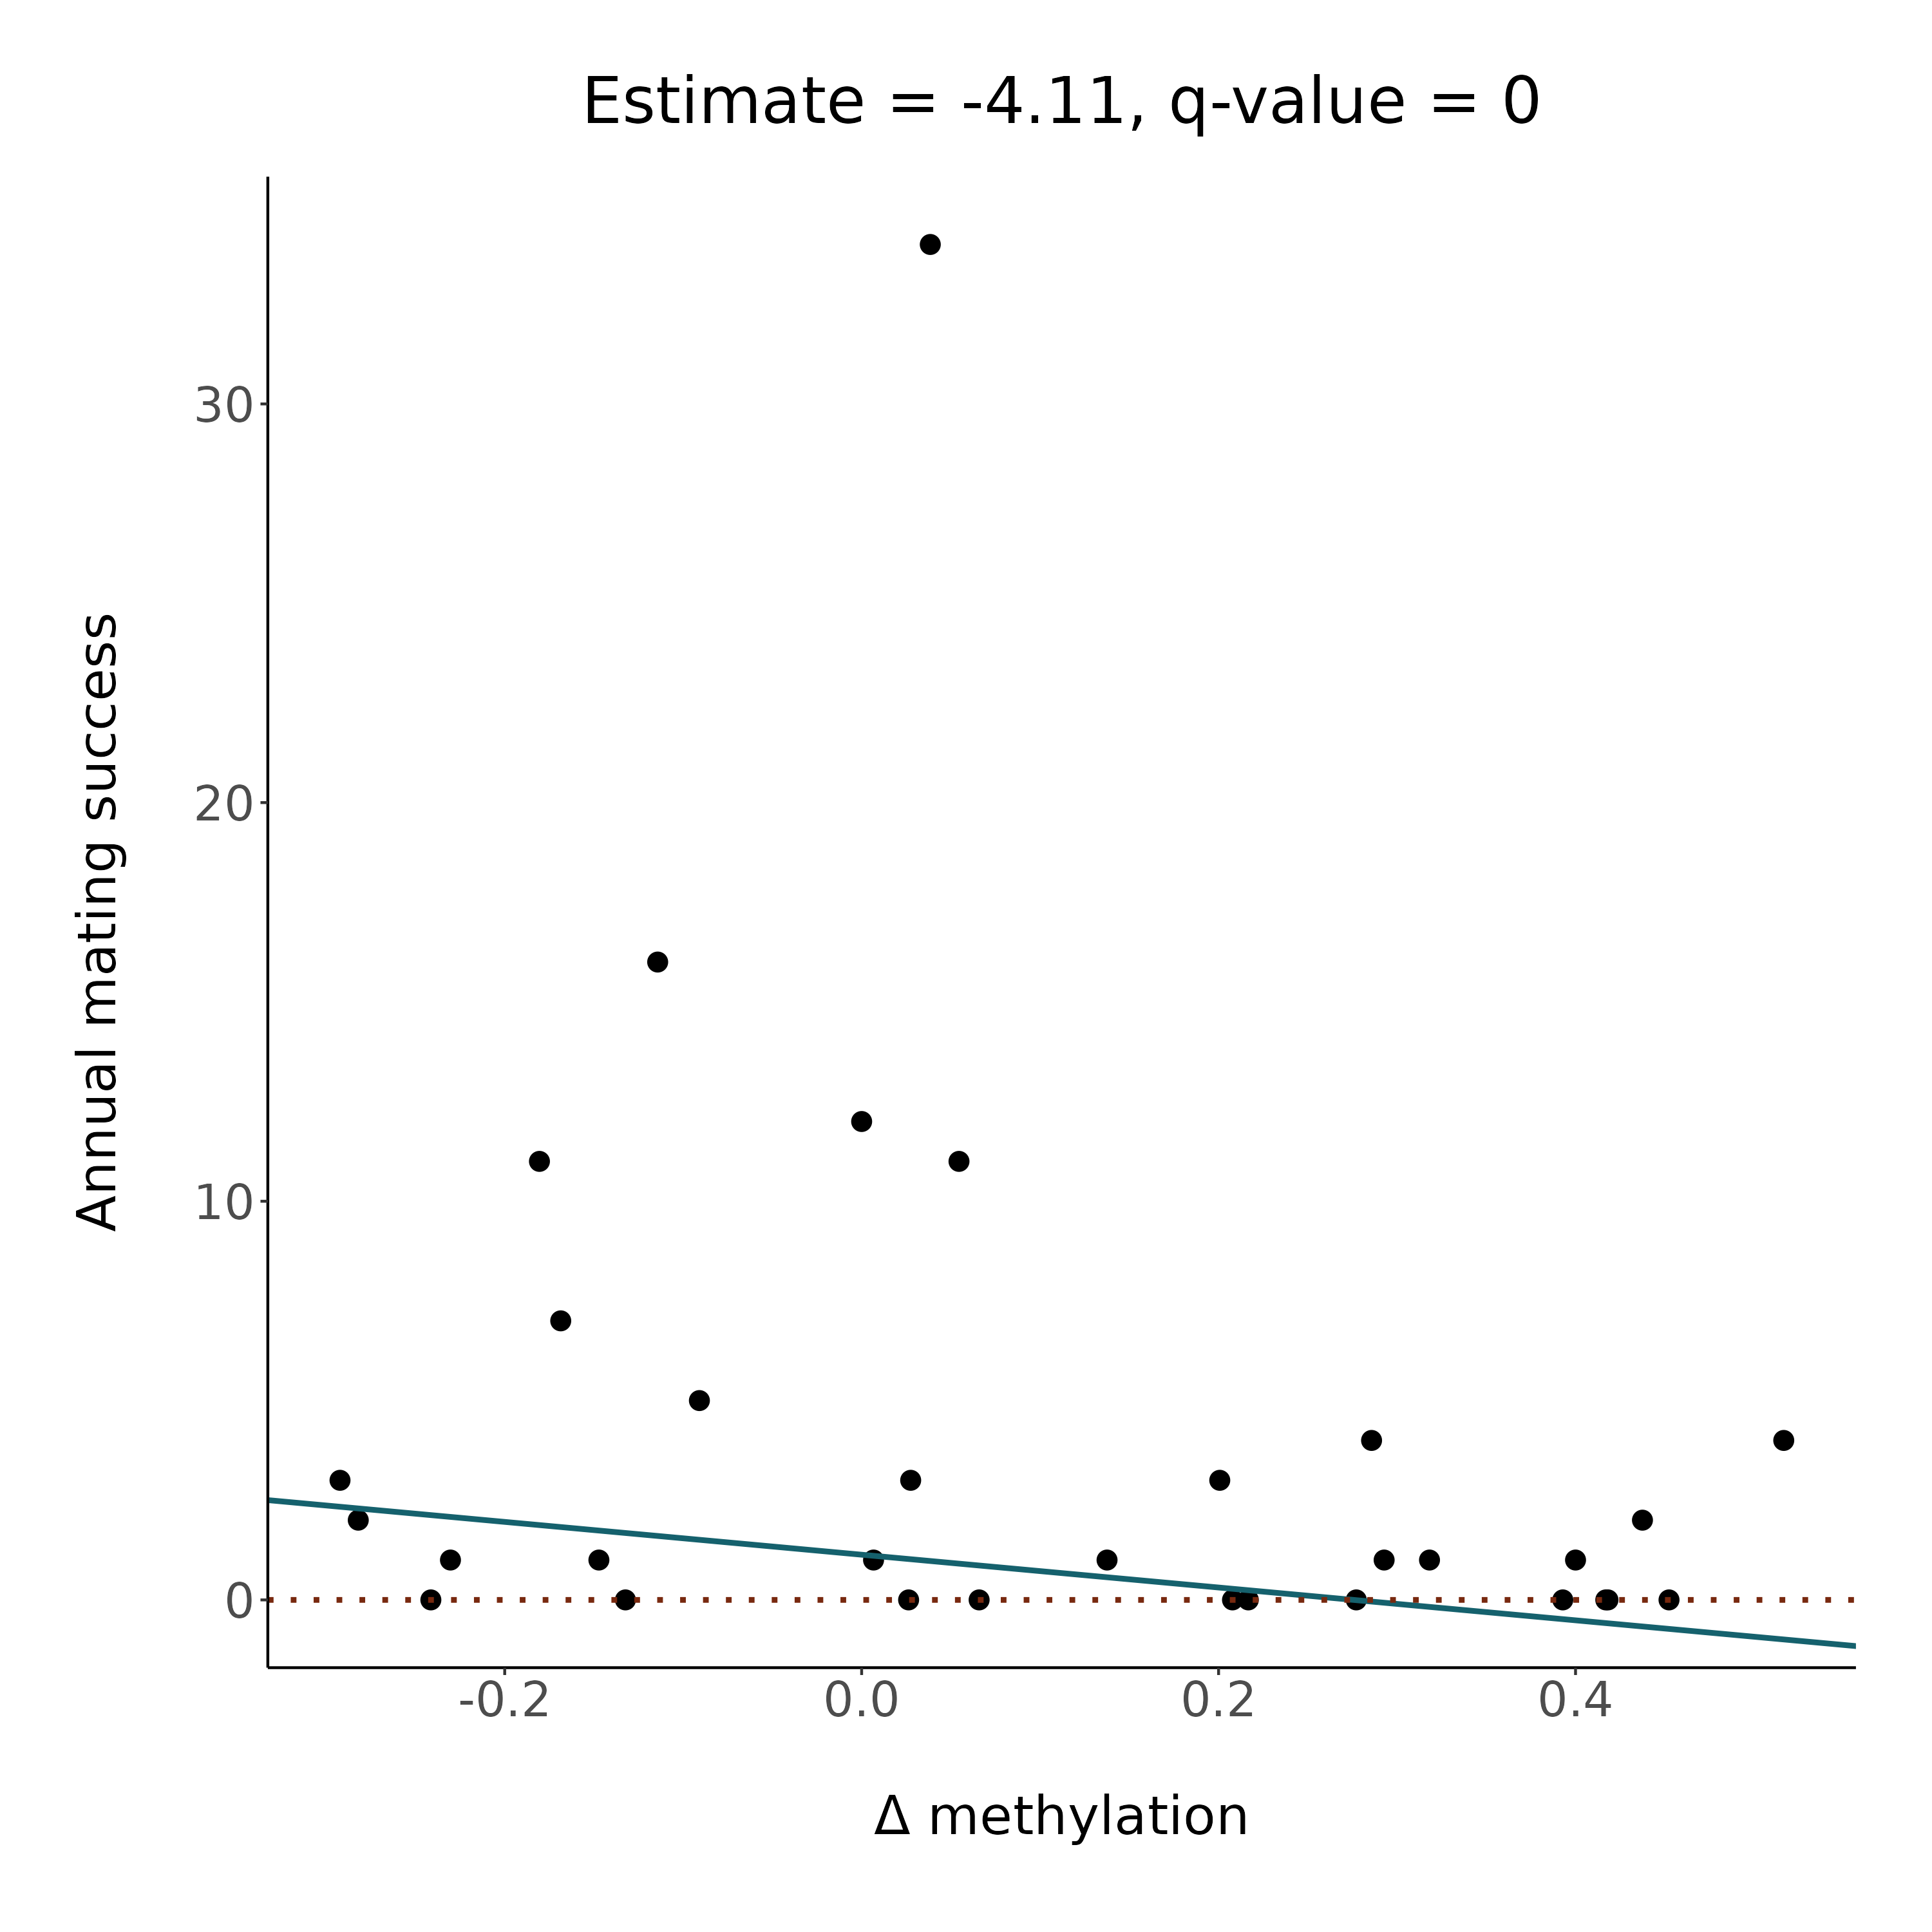 Estimate = -4.11, q-value = 0
Annual mating success
30
20
10
0
-0.2 0.0 0.2 0.4
Δ methylation